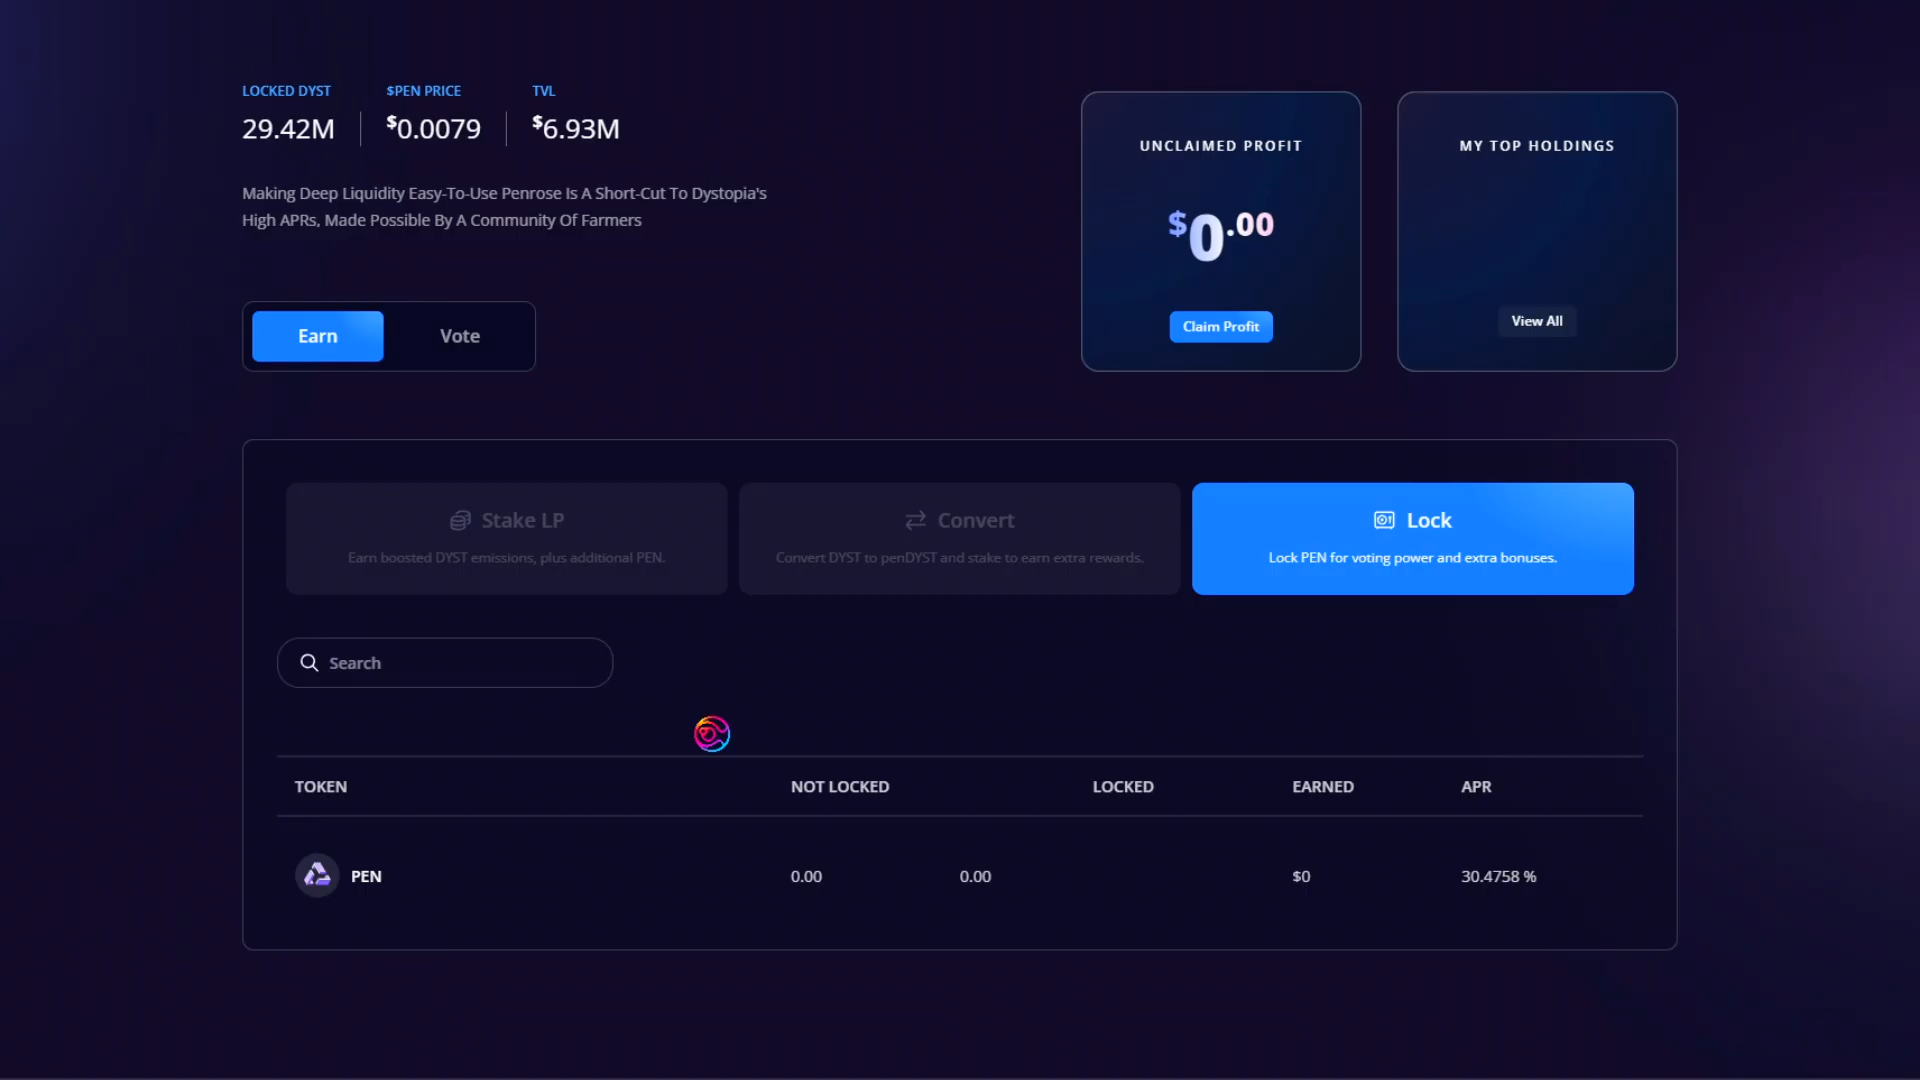 LOCKED DYST
29.42M
$PEN PRICE
$0.0079
TVL
$6.93M
Making Deep Liquidity Easy-To-Use Penrose Is A Short-Cut To Dystopia's
High APRs, Made Possible By A Community Of Farmers
Earn
Vote
UNCLAIMED PROFIT
$0.00
Claim Profit
MY TOP HOLDINGS
View All
Stake LP
Earn boosted DYST emissions, plus additional PEN.
Convert
Convert DYST to penDYST and stake to earn extra rewards.
Lock
Lock PEN for voting power and extra bonuses.
Search
TOKEN NOT LOCKED LOCKED EARNED APR
PEN 0.00 0.00 $0 30.4758 %